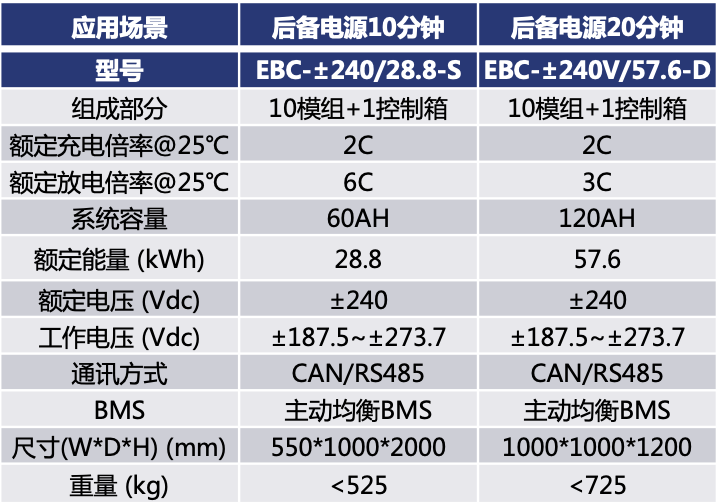 应用场景 后备电源10分钟 后备电源20分钟
型号 EBC-±240/28.8-S EBC-±240V/57.6-D
组成部分 10模组+1控制箱 10模组+1控制箱
额定充电倍率@25℃ 2C 2C
额定放电倍率@25℃ 6C 3C
系统容量 60AH 120AH
额定能量 (kWh) 28.8 57.6
额定电压 (Vdc) ±240 ±240
工作电压 (Vdc) ±187.5~±273.7 ±187.5~±273.7
通讯方式 CAN/RS485 CAN/RS485
BMS 主动均衡BMS 主动均衡BMS
尺寸(W*D*H) (mm) 550*1000*2000 1000*1000*1200
重量 (kg) <525 <725